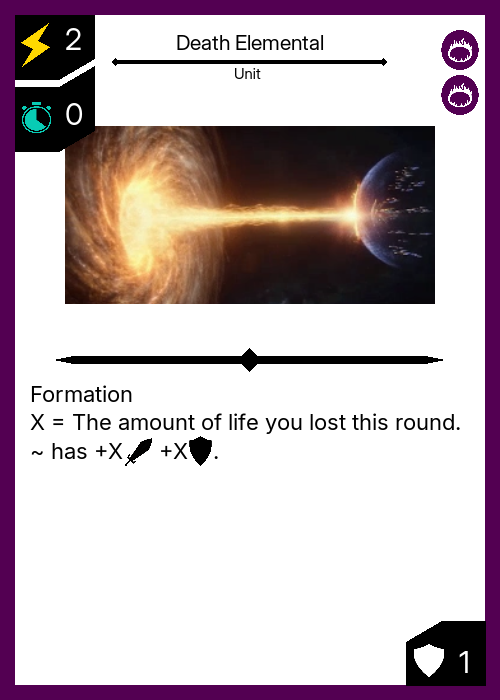 2
Death Elemental
Unit
0
Formation
X = The amount of life you lost this round.
~ has +X +X.
1